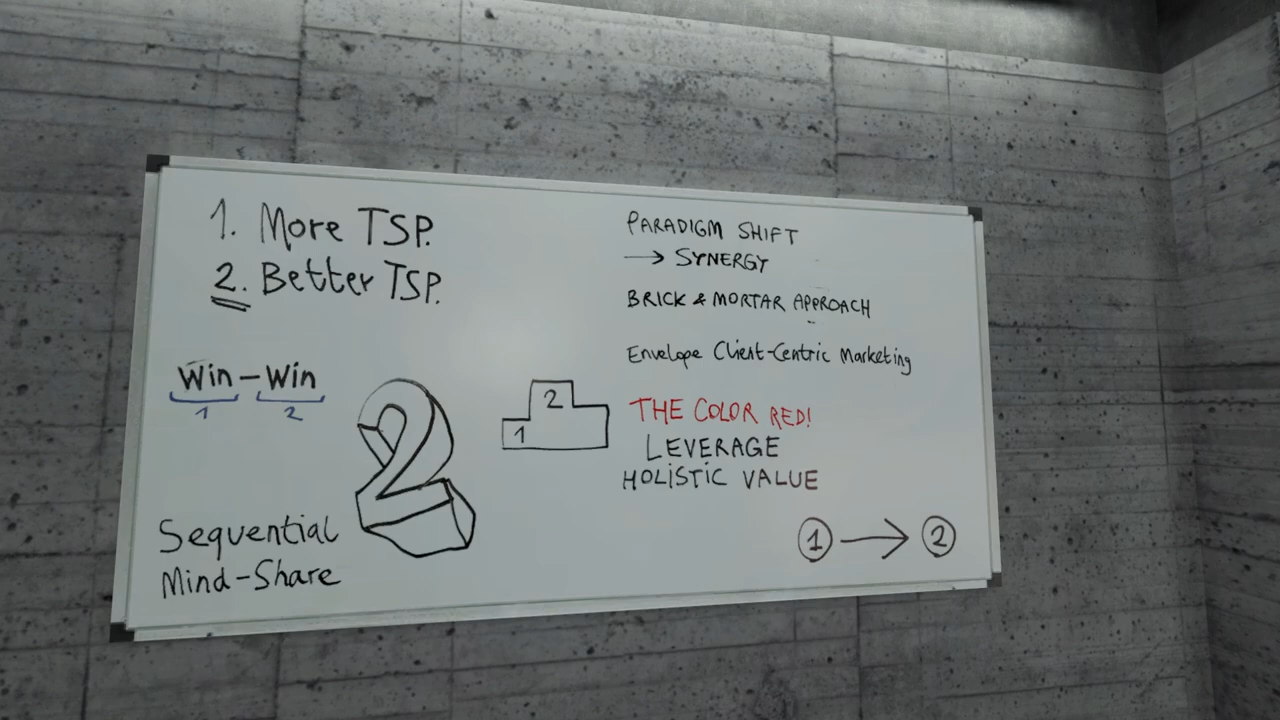 1. More TSP.
2. Better TSP.
Win-Win
1 2
2
Sequential
Mind-Share
2
1
PARADIGM SHIFT
→ SYNERGY
BRICK & MORTAR APPROACH
Envelope Client-Centric Marketing
THE COLOR RED!
LEVERAGE
HOLISTIC VALUE
1 → 2